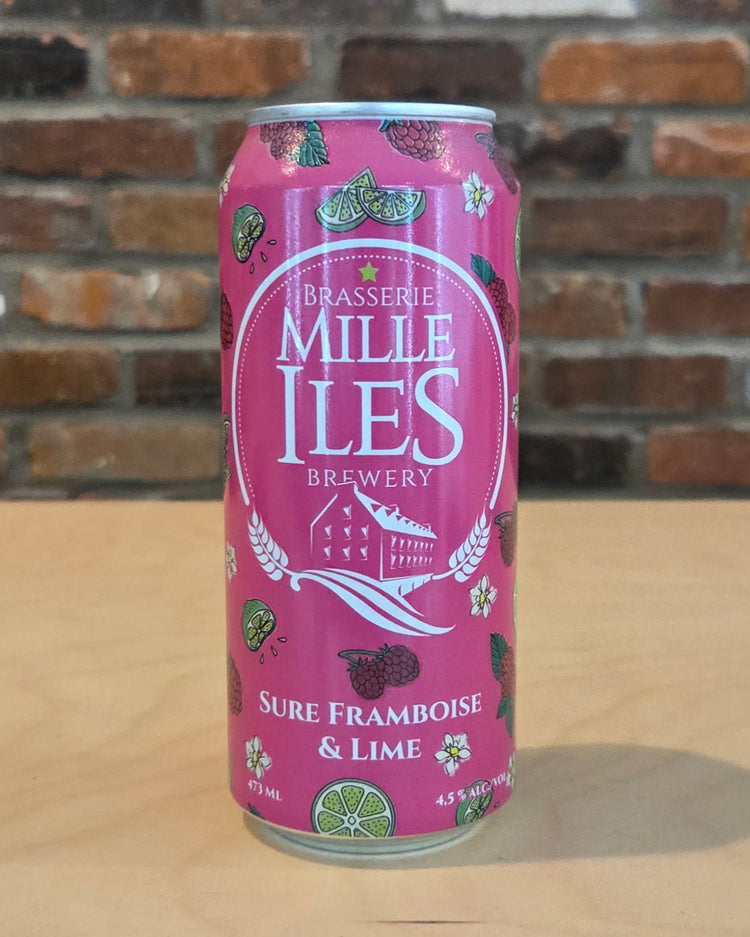 BRASSERIE
MILLE
ILES
BREWERY
SURE FRAMBOISE
& LIME
473 ML
4,5 % ALC./VOL.